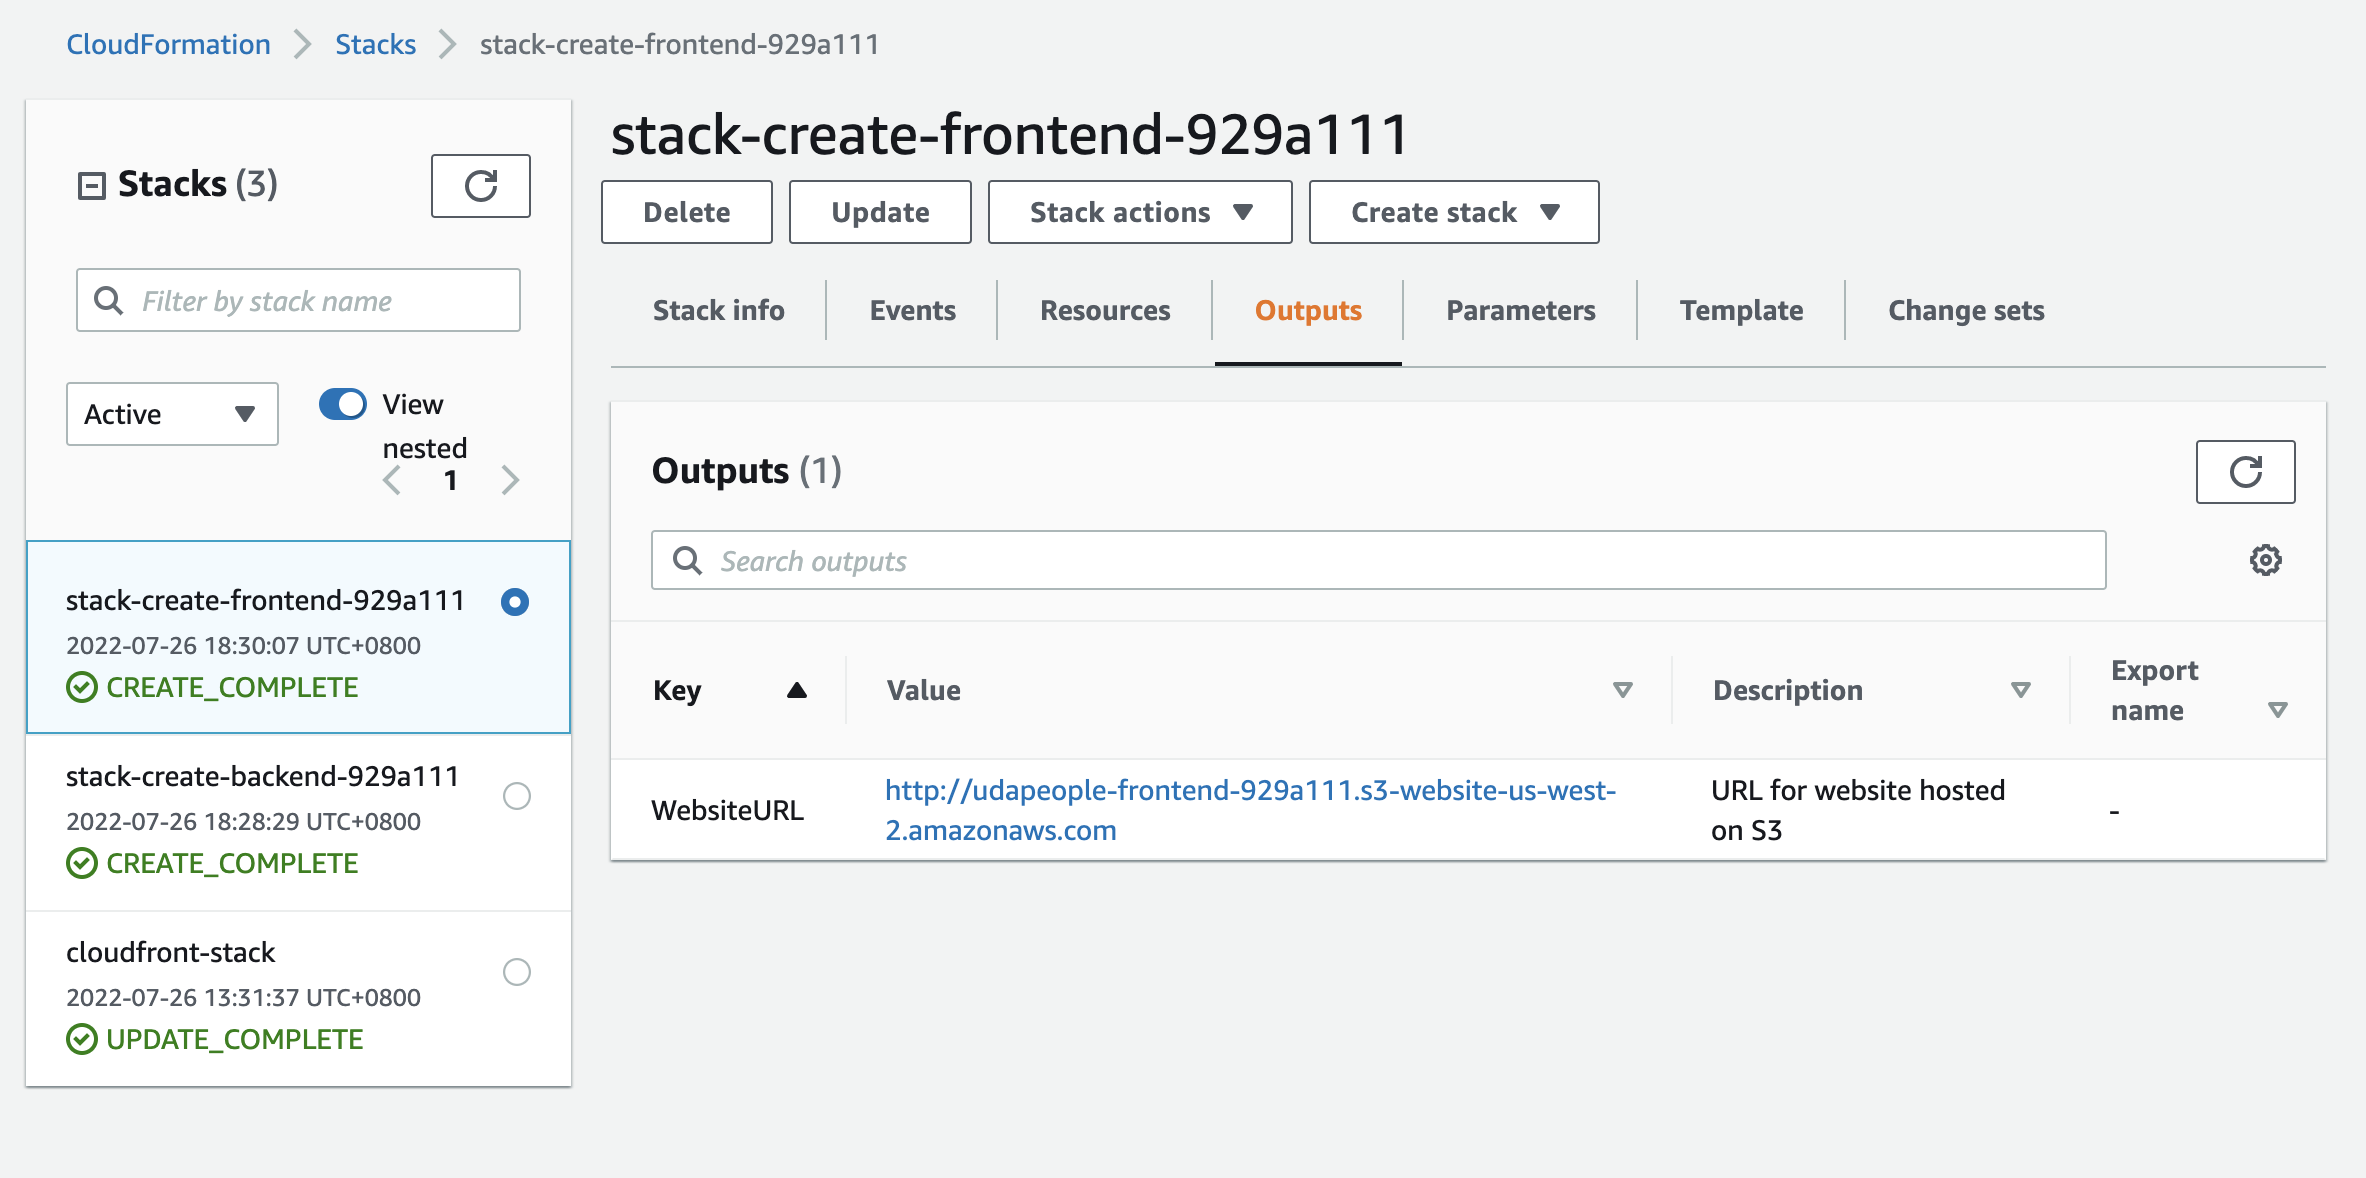 CloudFormation Stacks stack-create-frontend-929a111
Stacks (3)
Filter by stack name
Active
View
nested
1
stack-create-frontend-929a111
2022-07-26 18:30:07 UTC+0800
CREATE_COMPLETE
stack-create-backend-929a111
2022-07-26 18:28:29 UTC+0800
CREATE_COMPLETE
cloudfront-stack
2022-07-26 13:31:37 UTC+0800
UPDATE_COMPLETE
stack-create-frontend-929a111
Delete Update Stack actions Create stack
Stack info Events Resources Outputs Parameters Template Change sets
Outputs (1)
Search outputs
Key Value Description Export
name
WebsiteURL http://udapeople-frontend-929a111.s3-website-us-west- URL for website hosted -
2.amazonaws.com on S3